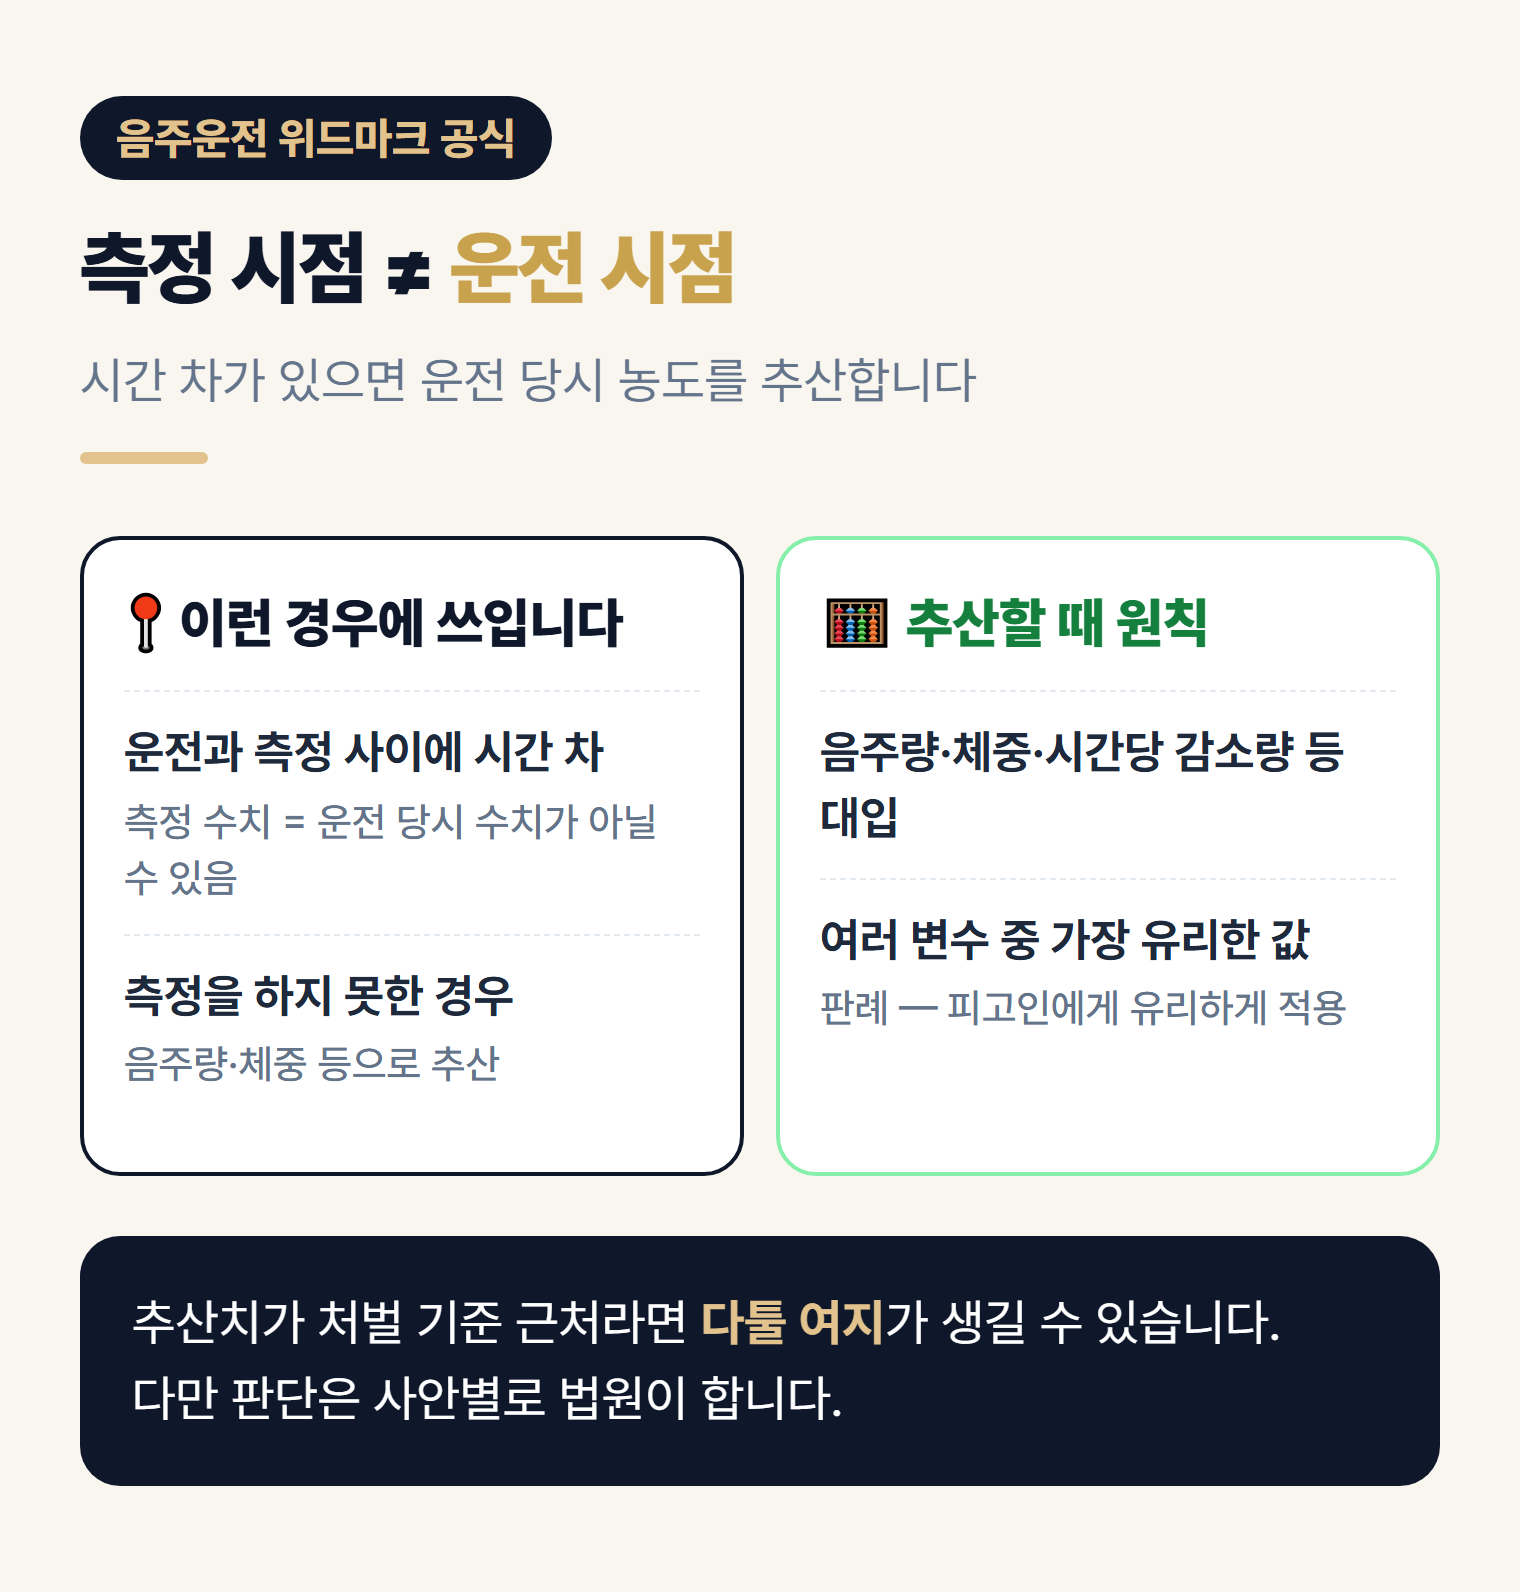 음주운전 위드마크 공식
측정 시점 ≠ 운전 시점
시간 차가 있으면 운전 당시 농도를 추산합니다
이런 경우에 쓰입니다
운전과 측정 사이에 시간 차
측정 수치 = 운전 당시 수치가 아닐
수 있음
측정을 하지 못한 경우
음주량·체중 등으로 추산
추산할 때 원칙
음주량·체중·시간당 감소량 등
대입
여러 변수 중 가장 유리한 값
판례 — 피고인에게 유리하게 적용
추산치가 처벌 기준 근처라면 다툴 여지가 생길 수 있습니다.
다만 판단은 사안별로 법원이 합니다.